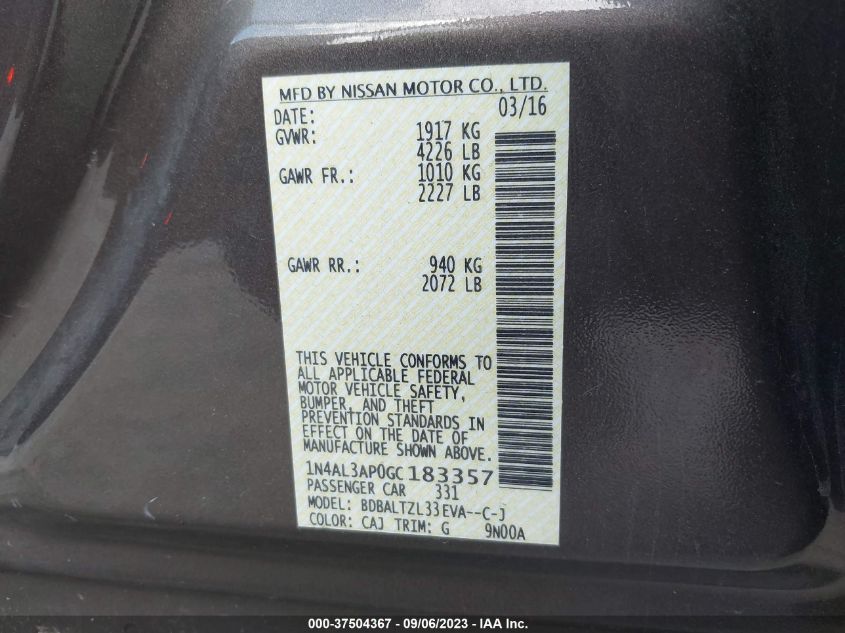 MFD BY NISSAN MOTOR CO., LTD.
DATE: 03/16
GVWR: 1917 KG
4226 LB
GAWR FR.: 1010 KG
2227 LB
GAWR RR.: 940 KG
2072 LB
THIS VEHICLE CONFORMS TO
ALL APPLICABLE FEDERAL
MOTOR VEHICLE SAFETY,
BUMPER, AND THEFT
PREVENTION STANDARDS IN
EFFECT ON THE DATE OF
MANUFACTURE SHOWN ABOVE.
1N4AL3AP0GC183357
PASSENGER CAR 331
MODEL: BDBALTZL33EVA--C-J
COLOR: CAJ TRIM: G 9N00A
000-37504367 - 09/06/2023 - IAA Inc.